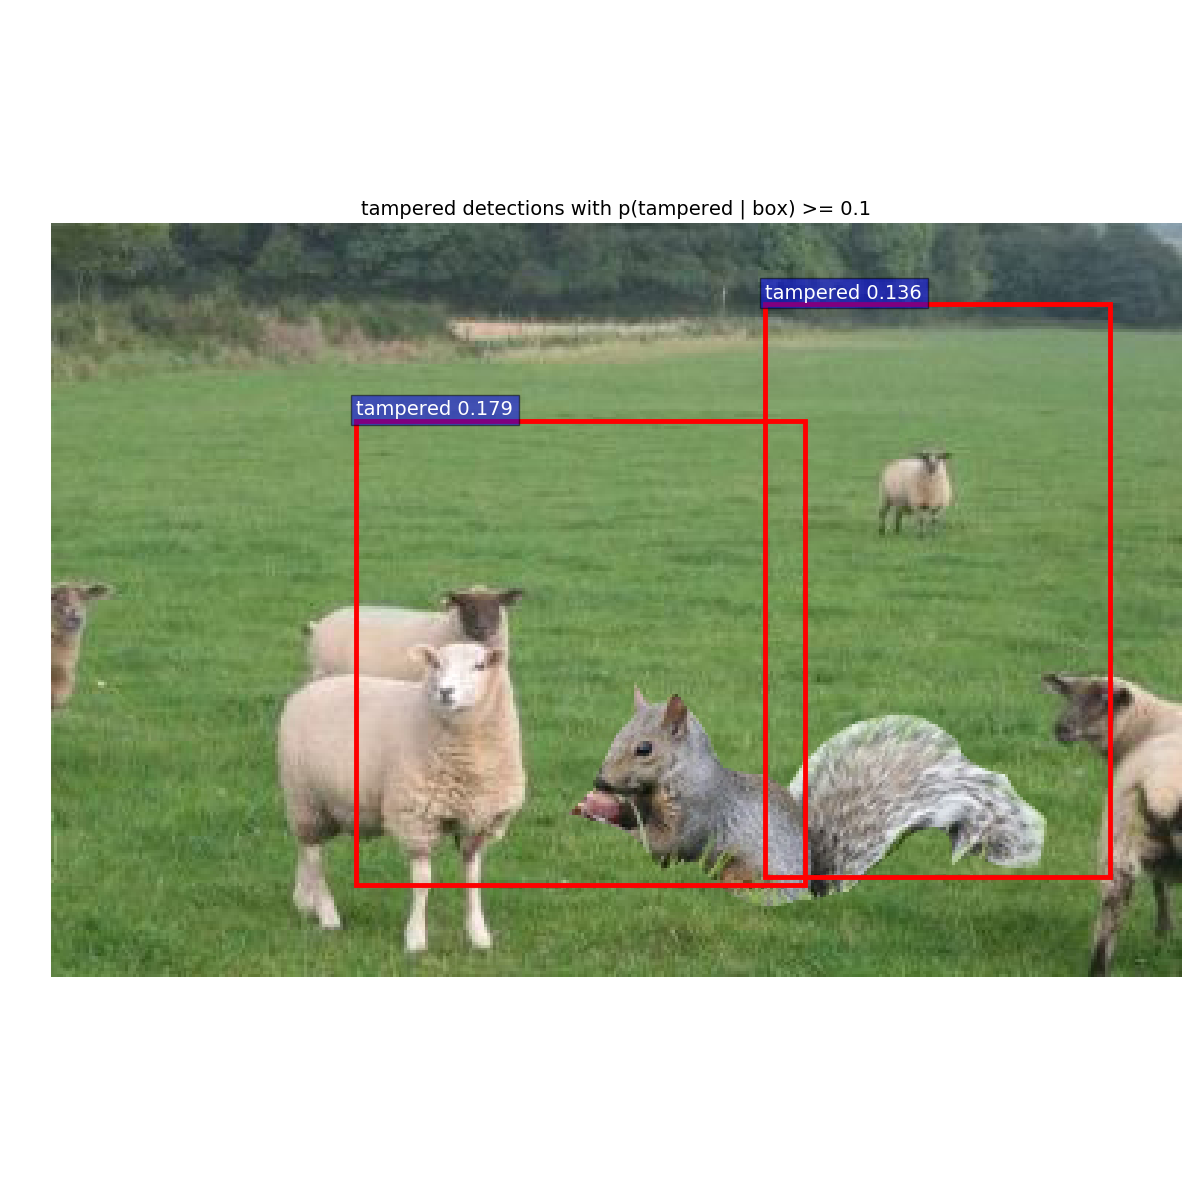 tampered detections with p(tampered | box) >= 0.1
tampered 0.136
tampered 0.179